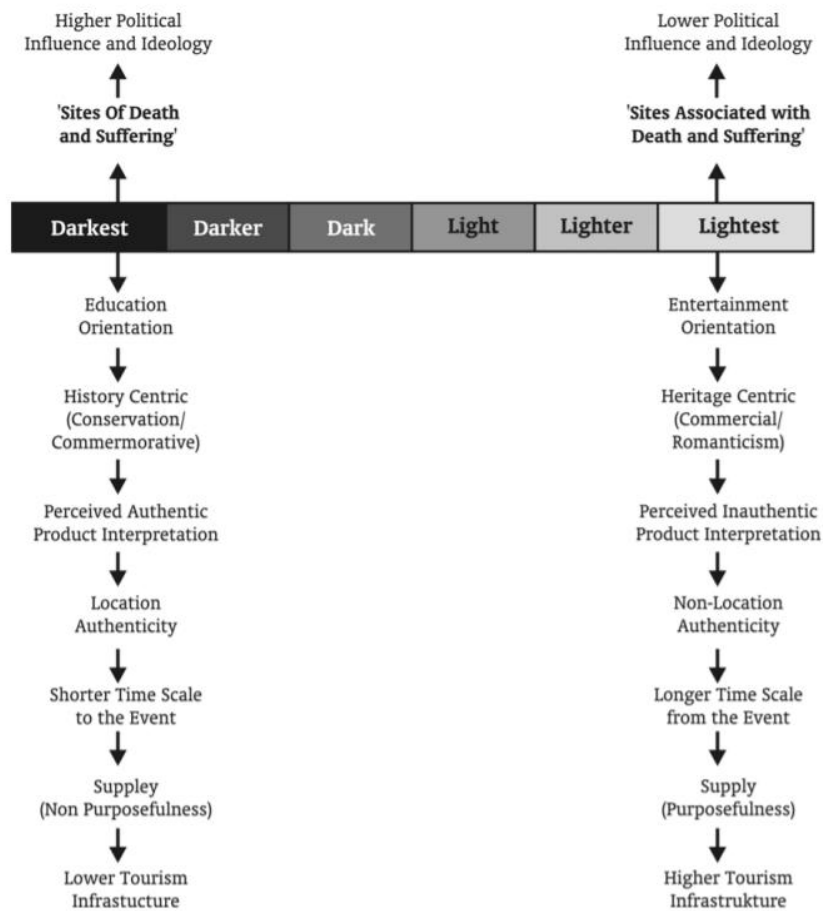 Higher Political
Influence and Ideology
Lower Political
Influence and Ideology
'Sites Of Death
and Suffering'
'Sites Associated with
Death and Suffering'
Darkest
Darker
Dark
Light
Lighter
Lightest
Education
Orientation
Entertainment
Orientation
History Centric
(Conservation/
Commermorative)
Heritage Centric
(Commercial/
Romanticism)
Perceived Authentic
Product Interpretation
Perceived Inauthentic
Product Interpretation
Location
Authenticity
Non-Location
Authenticity
Shorter Time Scale
to the Event
Longer Time Scale
from the Event
Suppley
(Non Purposefulness)
Supply
(Purposefulness)
Lower Tourism
Infrastucture
Higher Tourism
Infrastrukture